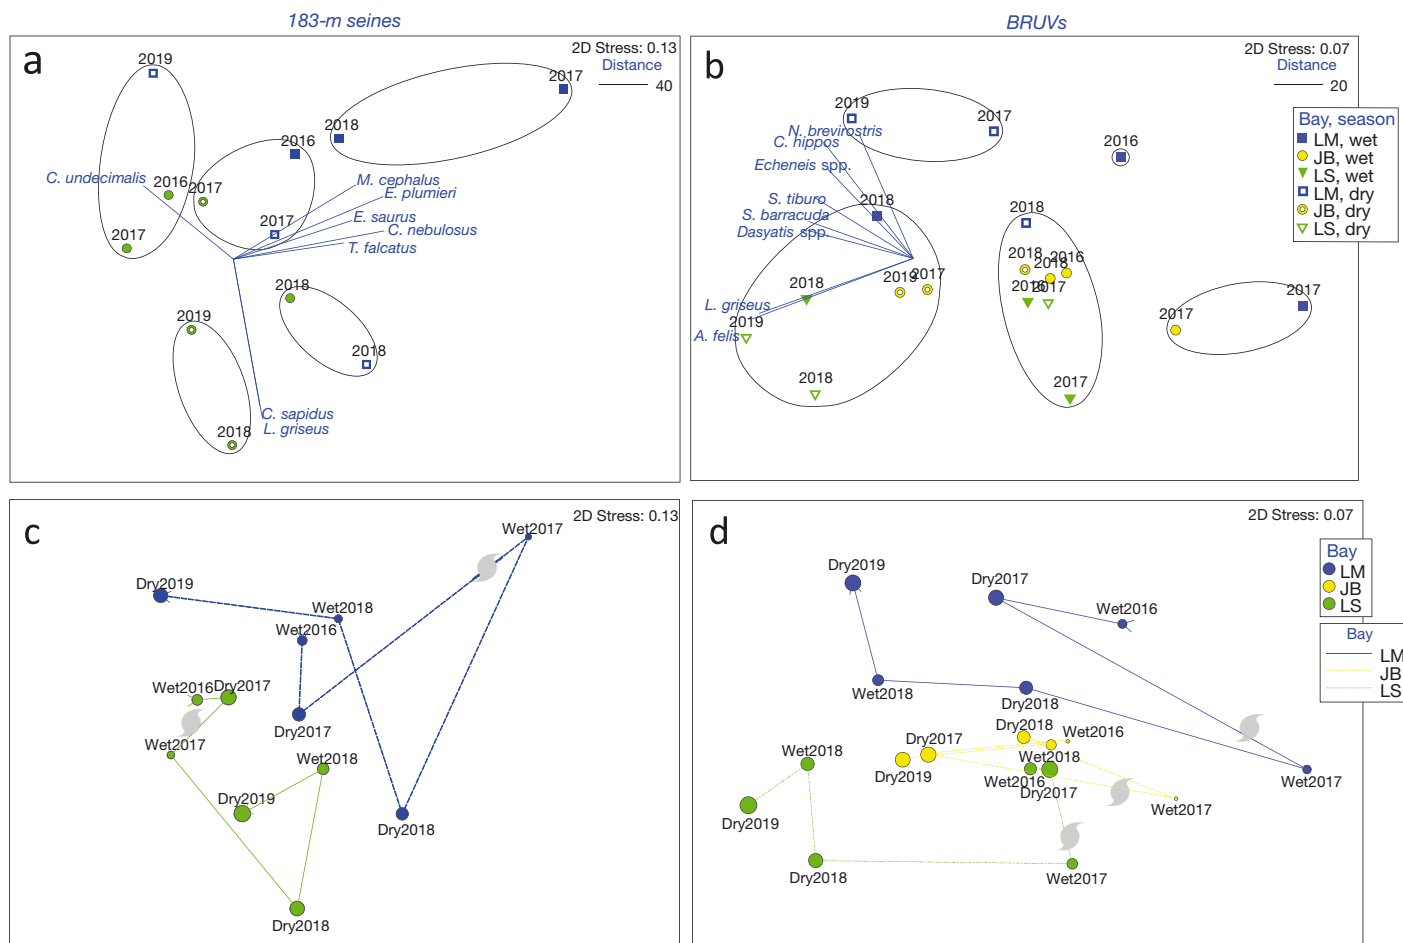 183-m seines
BRUVs
a
2D Stress: 0.13
Distance
40
2019
2017
2018
2016
C. undecimalis
2016
2017
M. cephalus
E. plumieri
E. saurus
C. nebulosus
T. falcatus
2017
2017
2018
2019
2018
2018
C. sapidus
L. griseus
b
2D Stress: 0.07
Distance
20
Bay, season
LM, wet
JB, wet
LS, wet
LM, dry
JB, dry
LS, dry
2019
2017
2016
N. brevirostris
C. hippos
Echeneis spp.
S. tiburo
S. barracuda
Dasyatis spp.
2018
2018
2018
2018
2016
2019
2017
2018
2016
2017
2017
2017
L. griseus
2019
A. felis
2018
2017
c
2D Stress: 0.13
Wet2017
Dry2019
Wet2018
Wet2016
Wet2016
Dry2017
Dry2017
Wet2017
Wet2018
Dry2019
Dry2018
Dry2018
d
2D Stress: 0.07
Bay
LM
JB
LS
Bay
LM
JB
LS
Dry2019
Dry2017
Wet2016
Wet2018
Dry2018
Dry2018
Wet2016
Dry2017
Wet2018
Wet2018
Dry2019
Wet2016
Dry2017
Wet2017
Wet2017
Dry2019
Dry2018
Wet2017